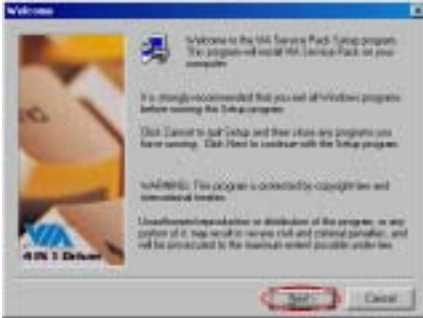 Welcome
Welcome to the VIA Service Pack Setup program.
This program will install VIA Service Pack on your
computer.
It is strongly recommended that you exit all Windows programs
before running this Setup program.
Click Cancel to quit Setup and then close any programs you
have running. Click Next to continue with the Setup program.
WARNING: This program is protected by copyright law and
international treaties.
Unauthorized reproduction or distribution of this program, or any
portion of it, may result in severe civil and criminal penalties, and
will be prosecuted to the maximum extent possible under law.
VIA
4 IN 1 Driver
Next
Cancel